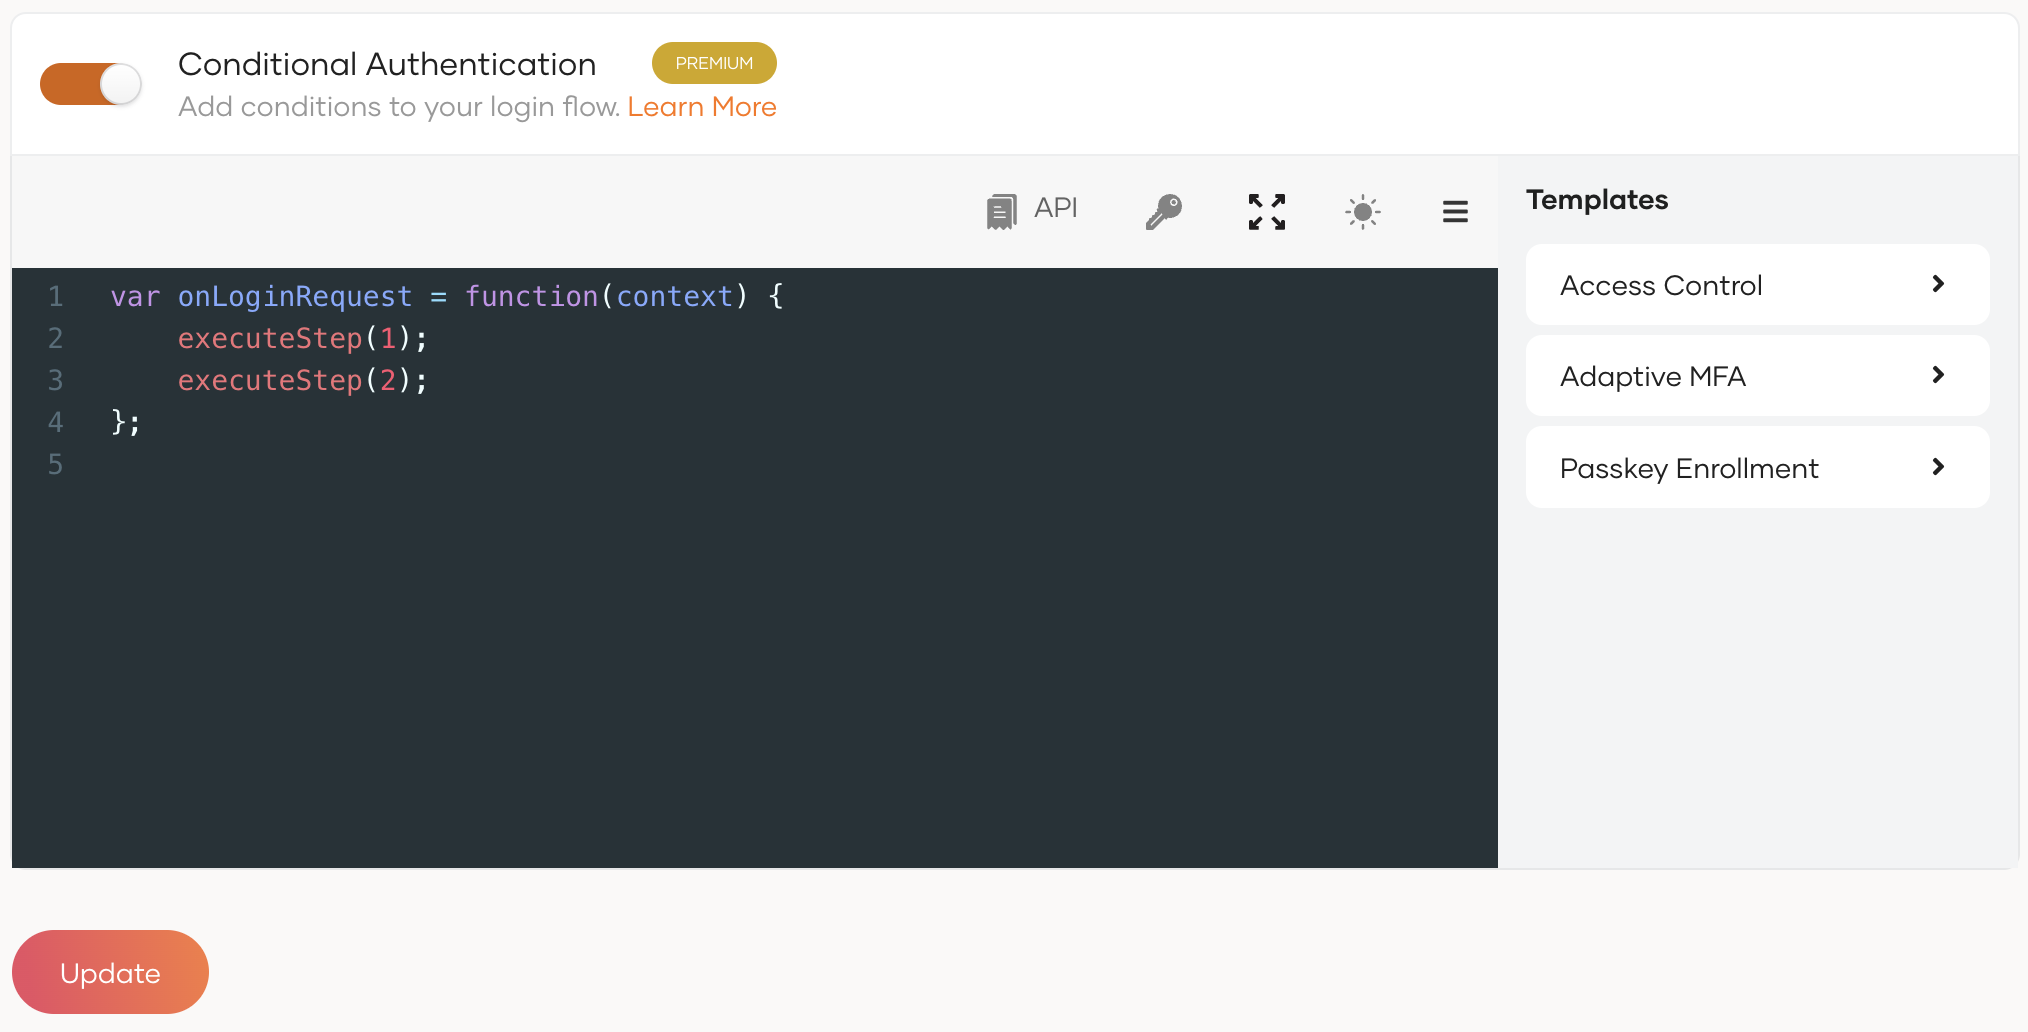 Conditional Authentication PREMIUM
Add conditions to your login flow. Learn More
API
Templates
Access Control
Adaptive MFA
Passkey Enrollment
1 var onLoginRequest = function(context) {
2     executeStep(1);
3     executeStep(2);
4 };
5
Update